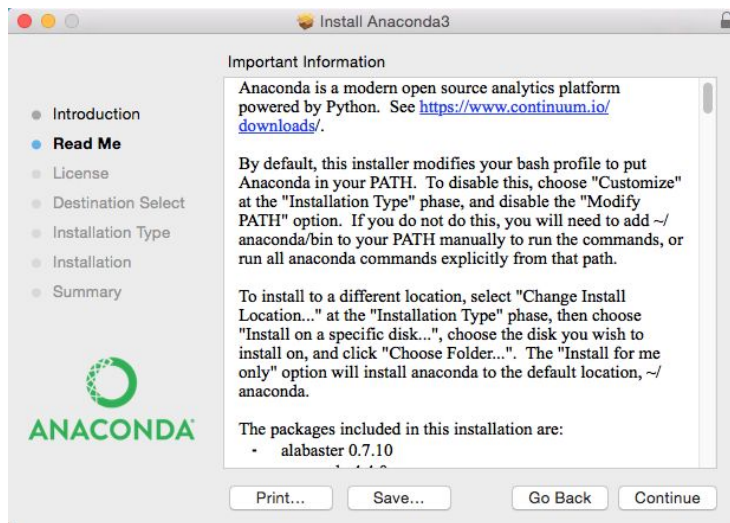 Install Anaconda3
Introduction
Read Me
License
Destination Select
Installation Type
Installation
Summary
ANACONDA
Important Information
Anaconda is a modern open source analytics platform
powered by Python.  See https://www.continuum.io/
downloads/.
By default, this installer modifies your bash profile to put
Anaconda in your PATH.  To disable this, choose "Customize"
at the "Installation Type" phase, and disable the "Modify
PATH" option.  If you do not do this, you will need to add ~/
anaconda/bin to your PATH manually to run the commands, or
run all anaconda commands explicitly from that path.
To install to a different location, select "Change Install
Location..." at the "Installation Type" phase, then choose
"Install on a specific disk...", choose the disk you wish to
install on, and click "Choose Folder...".  The "Install for me
only" option will install anaconda to the default location, ~/
anaconda.
The packages included in this installation are:
- alabaster 0.7.10
Print...
Save...
Go Back
Continue